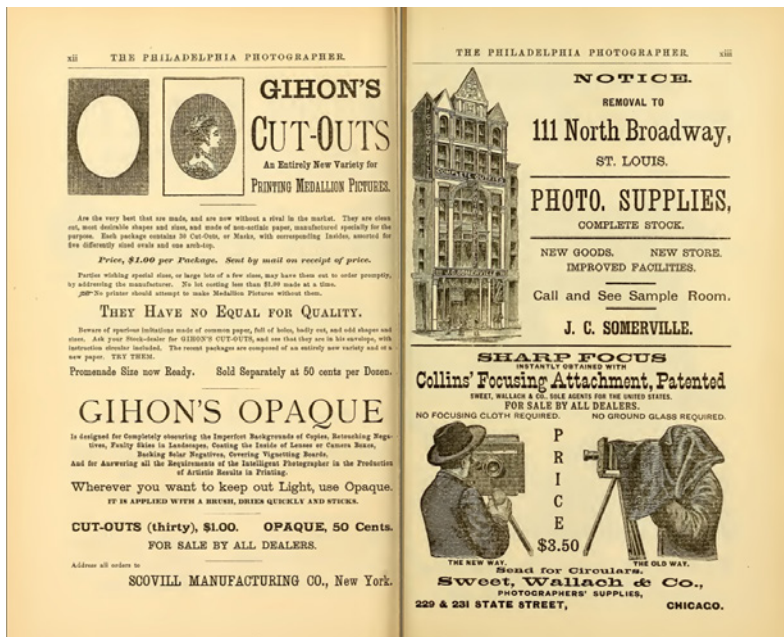 xii THE PHILADELPHIA PHOTOGRAPHER.
GIHON'S
CUT-OUTS
An Entirely New Variety for
PRINTING MEDALLION PICTURES.
Are the very best that are made, and are now without a rival in the market. They are clean
cut, most desirable shapes and sizes, and made of non-actinic paper, manufactured specially for the
purpose. Each package contains 30 Cut-Outs, or Masks, with corresponding Insides, assorted for
five differently sized ovals and one arch-top.
Price, $1.00 per Package. Sent by mail on receipt of price.
Parties wishing special sizes, or large lots of a few sizes, may have them cut to order promptly,
by addressing the manufacturer. No lot costing less than $1.00 made at a time.
No printer should attempt to make Medallion Pictures without them.
THEY HAVE NO EQUAL FOR QUALITY.
Beware of spurious imitations made of common paper, full of holes, badly cut, and odd shapes and
sizes. Ask your Stock-dealer for GIHON'S CUT-OUTS, and see that they are in his envelope, with
instruction circular included. The recent packages are composed of an entirely new variety and of a
new paper. TRY THEM.
Promenade Size now Ready. Sold Separately at 50 cents per Dozen.
GIHON'S OPAQUE
Is designed for Completely obscuring the Imperfect Backgrounds of Copies, Retouching Nega-
tives, Faulty Skies in Landscapes, Coating the Inside of Lenses or Camera Boxes,
Backing Solar Negatives, Covering Vignetting Boards,
And for Answering all the Requirements of the Intelligent Photographer in the Production
of Artistic Results in Printing.
Wherever you want to keep out Light, use Opaque.
IT IS APPLIED WITH A BRUSH, DRIES QUICKLY AND STICKS.
CUT-OUTS (thirty), $1.00. OPAQUE, 50 Cents.
FOR SALE BY ALL DEALERS.
Address all orders to
SCOVILL MANUFACTURING CO., New York.
THE PHILADELPHIA PHOTOGRAPHER. xiii
NOTICE.
REMOVAL TO
111 North Broadway,
ST. LOUIS.
PHOTO. SUPPLIES,
COMPLETE STOCK.
NEW GOODS. NEW STORE.
IMPROVED FACILITIES.
Call and See Sample Room.
J. C. SOMERVILLE.
COMPLETE OUTFITS
J.C. SOMERVILLE
SHARP FOCUS
INSTANTLY OBTAINED WITH
Collins' Focusing Attachment, Patented
SWEET, WALLACH & CO., SOLE AGENTS FOR THE UNITED STATES.
FOR SALE BY ALL DEALERS.
NO FOCUSING CLOTH REQUIRED. NO GROUND GLASS REQUIRED.
PRICE
$3.50
THE NEW WAY. THE OLD WAY.
Send for Circulars.
Sweet, Wallach & Co.,
PHOTOGRAPHERS' SUPPLIES,
229 & 231 STATE STREET, CHICAGO.